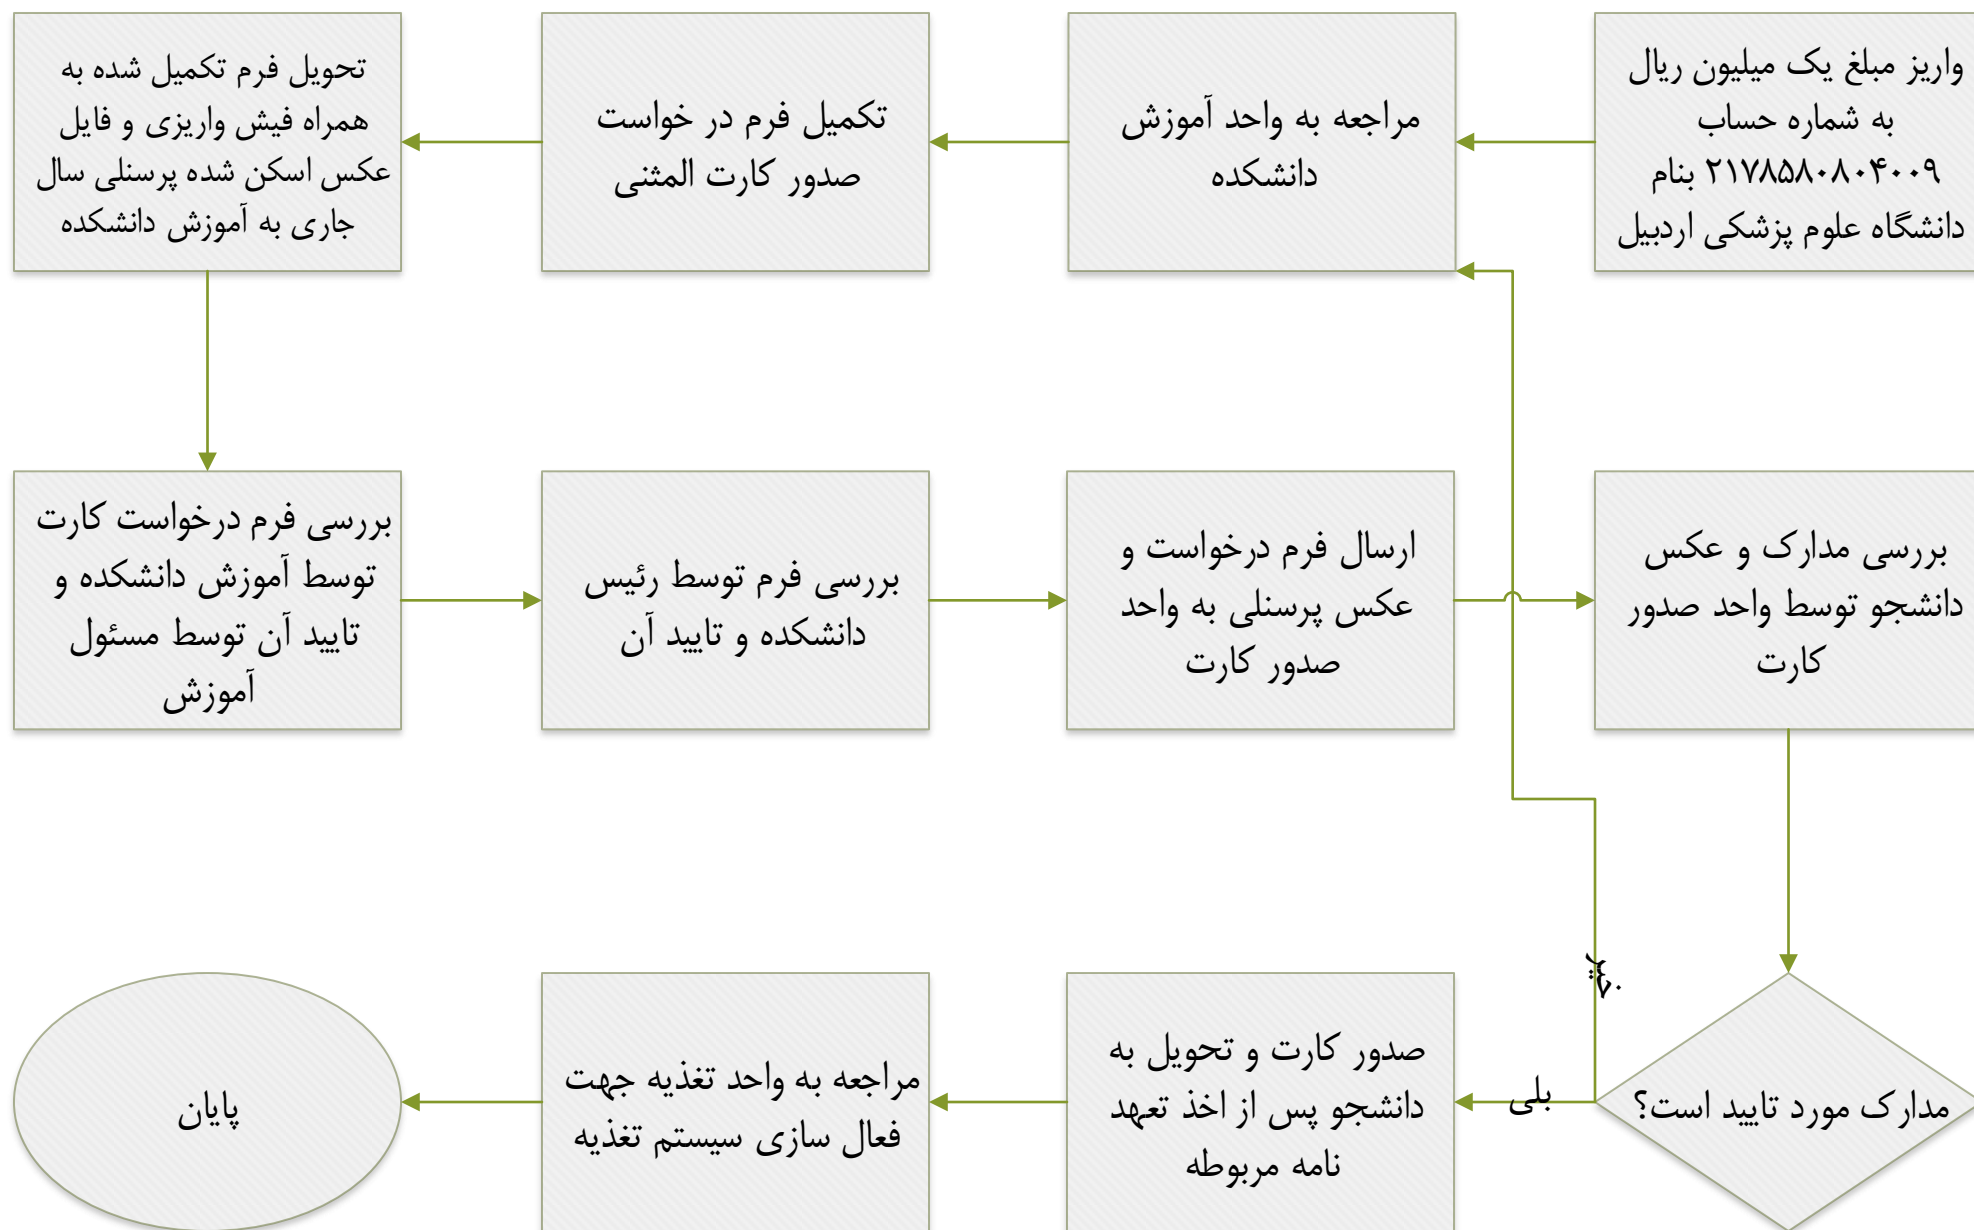 واریز مبلغ یک میلیون ریال
به شماره حساب
۲۱۷۸۵۸۰۸۰۴۰۰۹ بنام
دانشگاه علوم پزشکی اردبیل
مراجعه به واحد آموزش
دانشکده
تکمیل فرم در خواست
صدور کارت المثنی
تحویل فرم تکمیل شده به
همراه فیش واریزی و فایل
عکس اسکن شده پرسنلی سال
جاری به آموزش دانشکده
بررسی فرم درخواست کارت
توسط آموزش دانشکده و
تایید آن توسط مسئول
آموزش
بررسی فرم توسط رئیس
دانشکده و تایید آن
ارسال فرم درخواست و
عکس پرسنلی به واحد
صدور کارت
بررسی مدارک و عکس
دانشجو توسط واحد صدور
کارت
مدارک مورد تایید است؟
خیر
بلی
صدور کارت و تحویل به
دانشجو پس از اخذ تعهد
نامه مربوطه
مراجعه به واحد تغذیه جهت
فعال سازی سیستم تغذیه
پایان